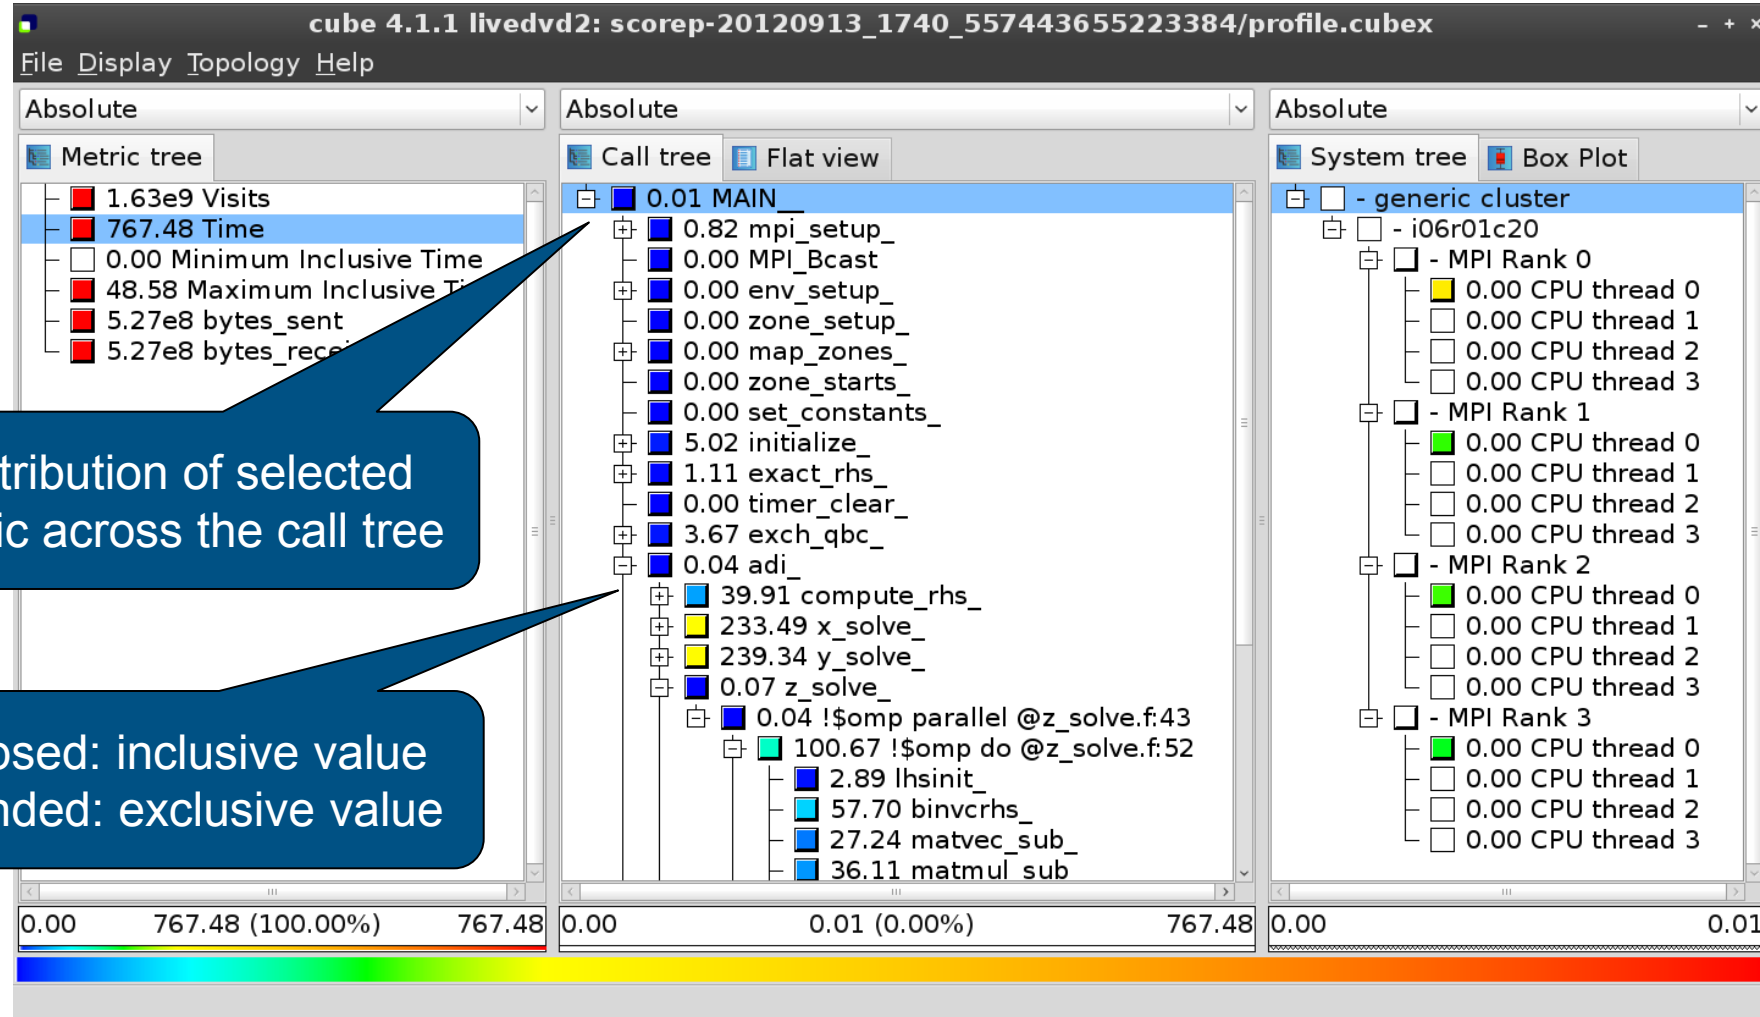 cube 4.1.1 livedvd2: scorep-20120913_1740_557443655223384/profile.cubex
File Display Topology Help
Absolute
Metric tree
1.63e9 Visits
767.48 Time
0.00 Minimum Inclusive Time
48.58 Maximum Inclusive
5.27e8 bytes_sent
5.27e8
tribution of selected
ic across the call tree
osed: inclusive value
nded: exclusive value
0.00 767.48 (100.00%) 767.48
Absolute
Call tree Flat view
0.01 MAIN__
0.82 mpi_setup_
0.00 MPI_Bcast
0.00 env_setup_
0.00 zone_setup_
0.00 map_zones_
0.00 zone_starts_
0.00 set_constants_
5.02 initialize_
1.11 exact_rhs_
0.00 timer_clear_
3.67 exch_qbc_
0.04 adi_
39.91 compute_rhs_
233.49 x_solve_
239.34 y_solve_
0.07 z_solve_
0.04 !$omp parallel @z_solve.f:43
100.67 !$omp do @z_solve.f:52
2.89 lhsinit_
57.70 binvcrhs_
27.24 matvec_sub_
36.11 matmul_sub
0.00 0.01 (0.00%) 767.48
Absolute
System tree Box Plot
- generic cluster
- i06r01c20
- MPI Rank 0
0.00 CPU thread 0
0.00 CPU thread 1
0.00 CPU thread 2
0.00 CPU thread 3
- MPI Rank 1
0.00 CPU thread 0
0.00 CPU thread 1
0.00 CPU thread 2
0.00 CPU thread 3
- MPI Rank 2
0.00 CPU thread 0
0.00 CPU thread 1
0.00 CPU thread 2
0.00 CPU thread 3
- MPI Rank 3
0.00 CPU thread 0
0.00 CPU thread 1
0.00 CPU thread 2
0.00 CPU thread 3
0.00 0.01